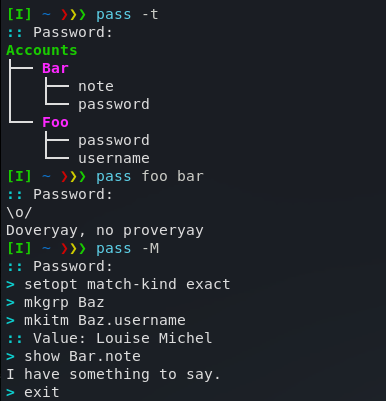 [I] ~ ❯❯❯ pass -t
:: Password:
Accounts
├── Bar
│   ├── note
│   └── password
└── Foo
    ├── password
    └── username
[I] ~ ❯❯❯ pass foo bar
:: Password:
\o/
Doveryay, no proveryay
[I] ~ ❯❯❯ pass -M
:: Password:
> setopt match-kind exact
> mkgrp Baz
> mkitm Baz.username
:: Value: Louise Michel
> show Bar.note
I have something to say.
> exit